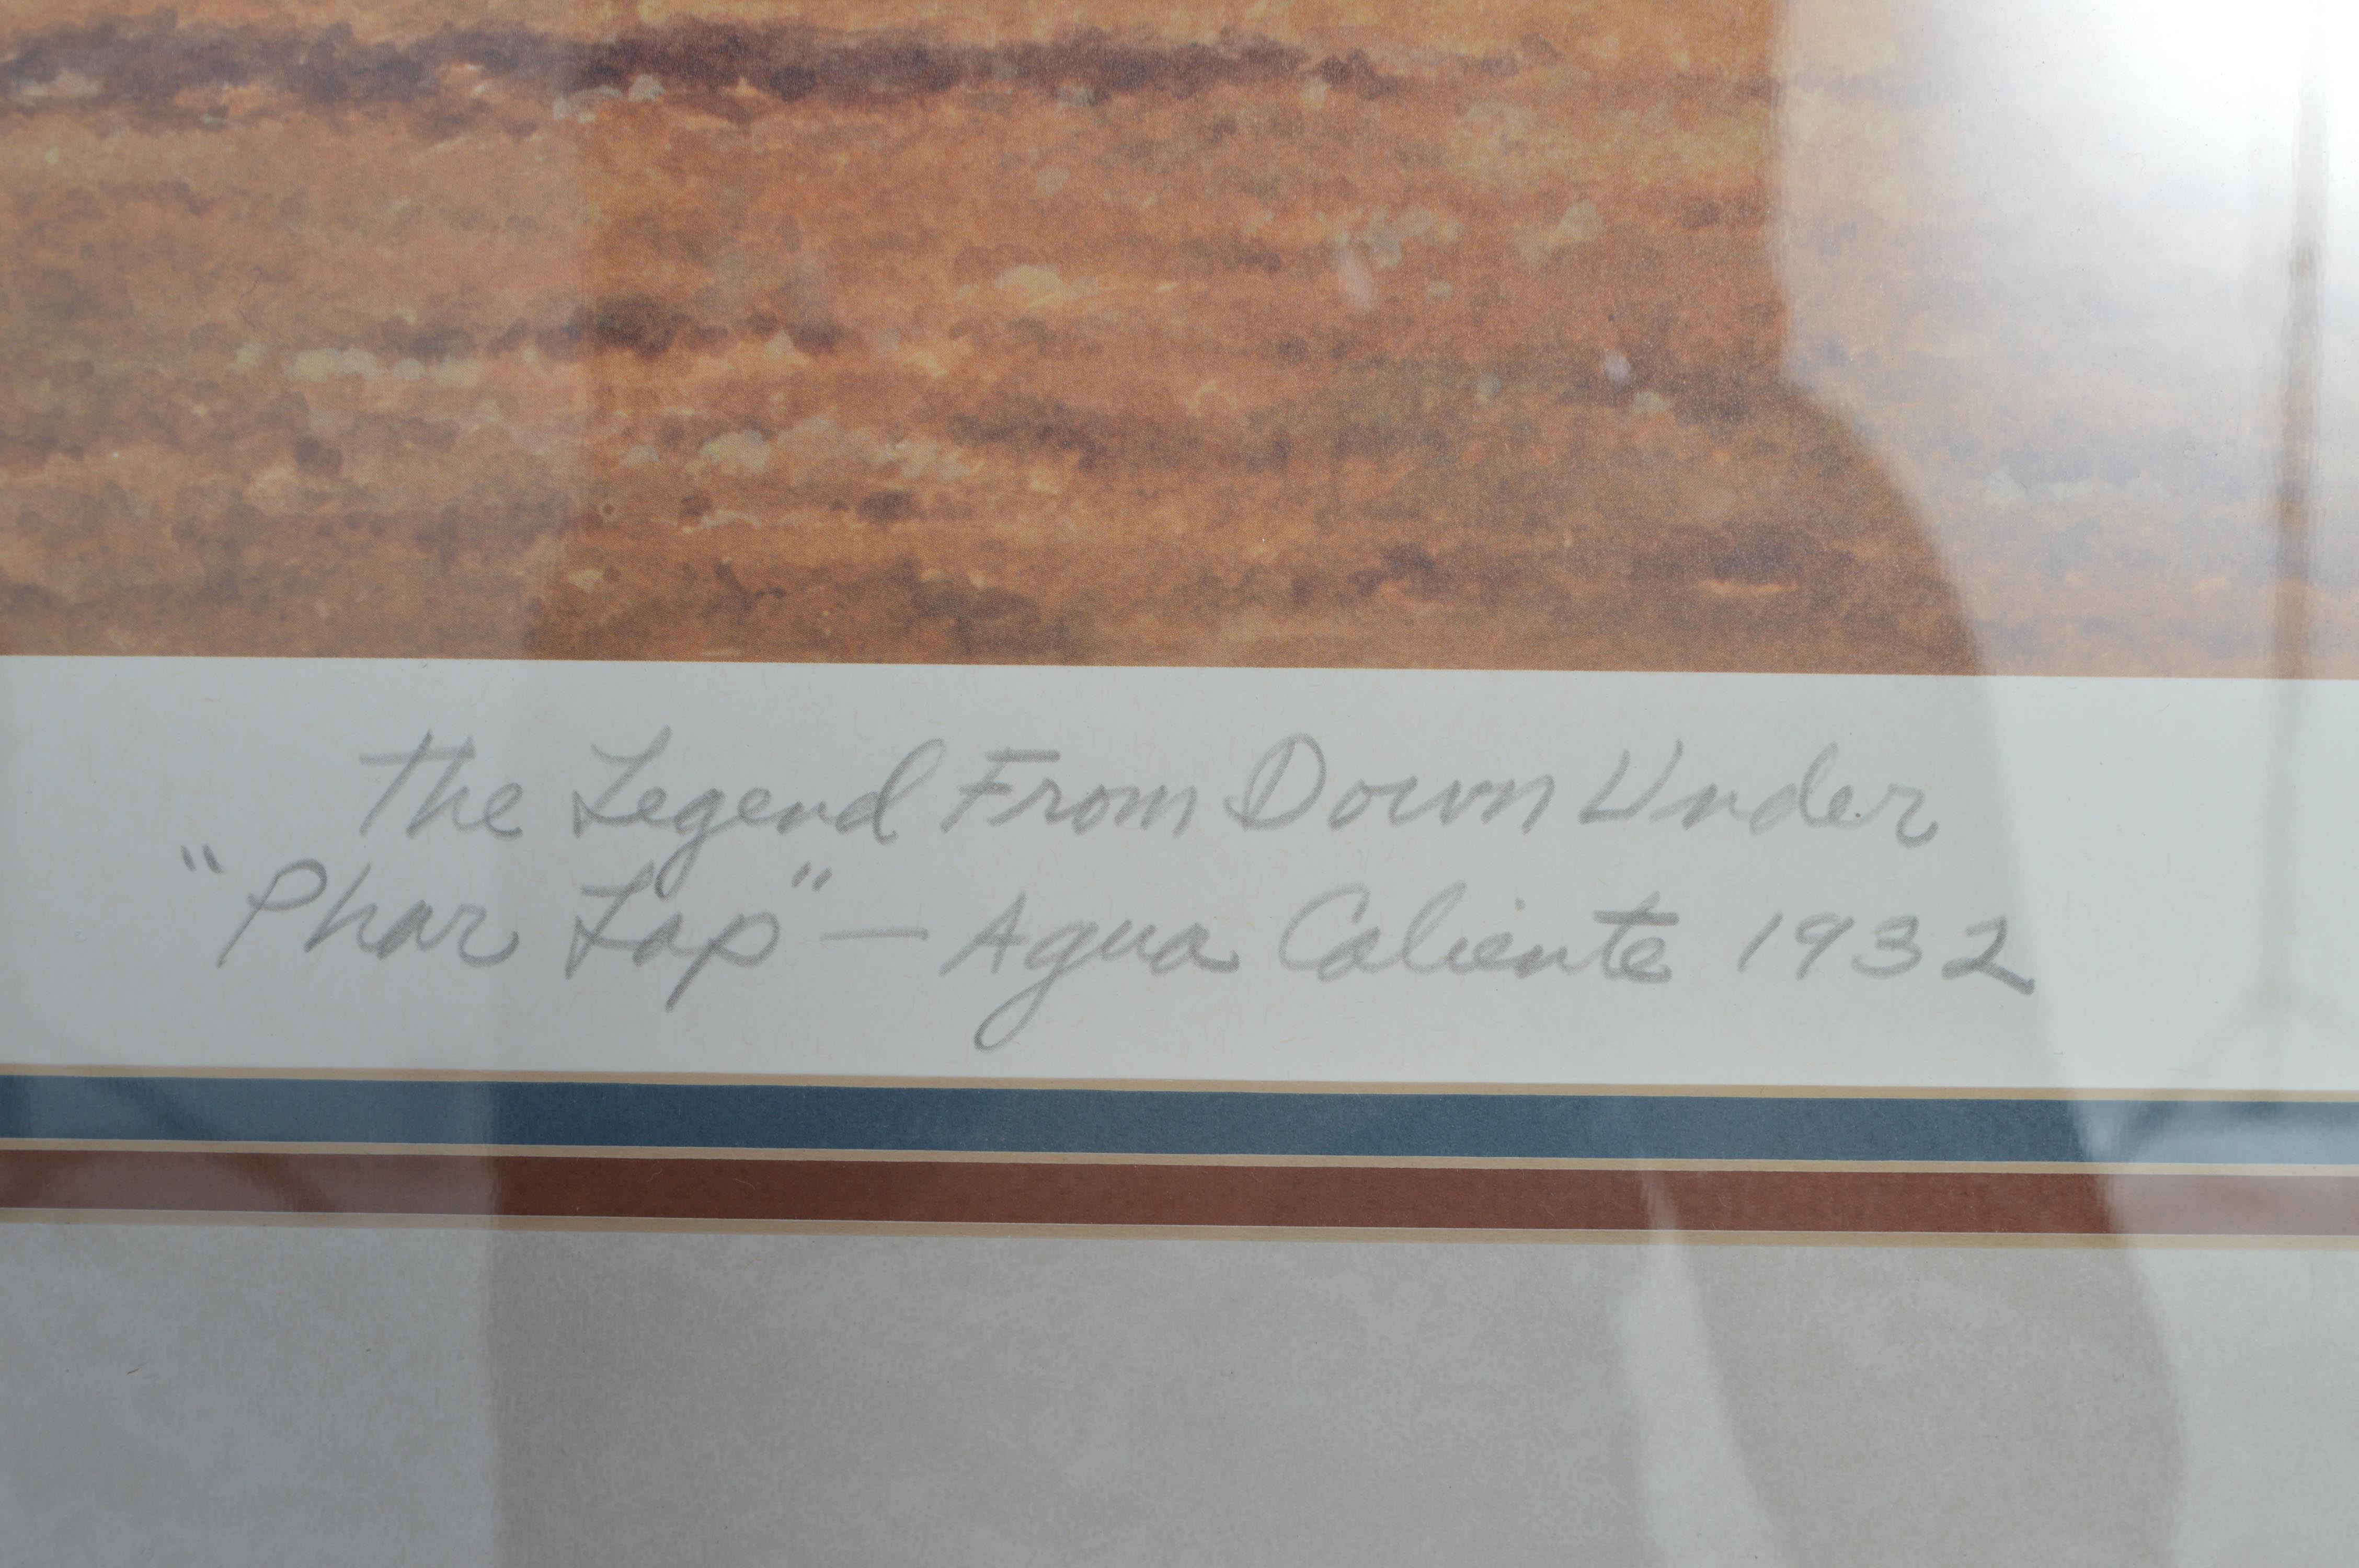 The Legend From Down Under
"Phar Lap" — Agua Caliente 1932